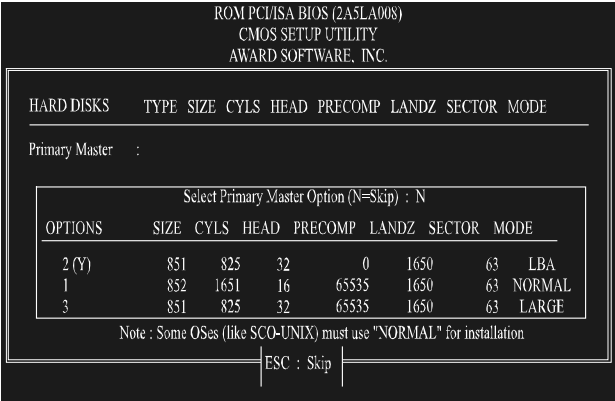 ROM PCI/ISA BIOS (2A5LA008)
CMOS SETUP UTILITY
AWARD SOFTWARE, INC.
HARD DISKS TYPE SIZE CYLS HEAD PRECOMP LANDZ SECTOR MODE
Primary Master :
Select Primary Master Option (N=Skip) : N
OPTIONS SIZE CYLS HEAD PRECOMP LANDZ SECTOR MODE
2 (Y) 851 825 32 0 1650 63 LBA
1 852 1651 16 65535 1650 63 NORMAL
3 851 825 32 65535 1650 63 LARGE
Note : Some OSes (like SCO-UNIX) must use "NORMAL" for installation
ESC : Skip